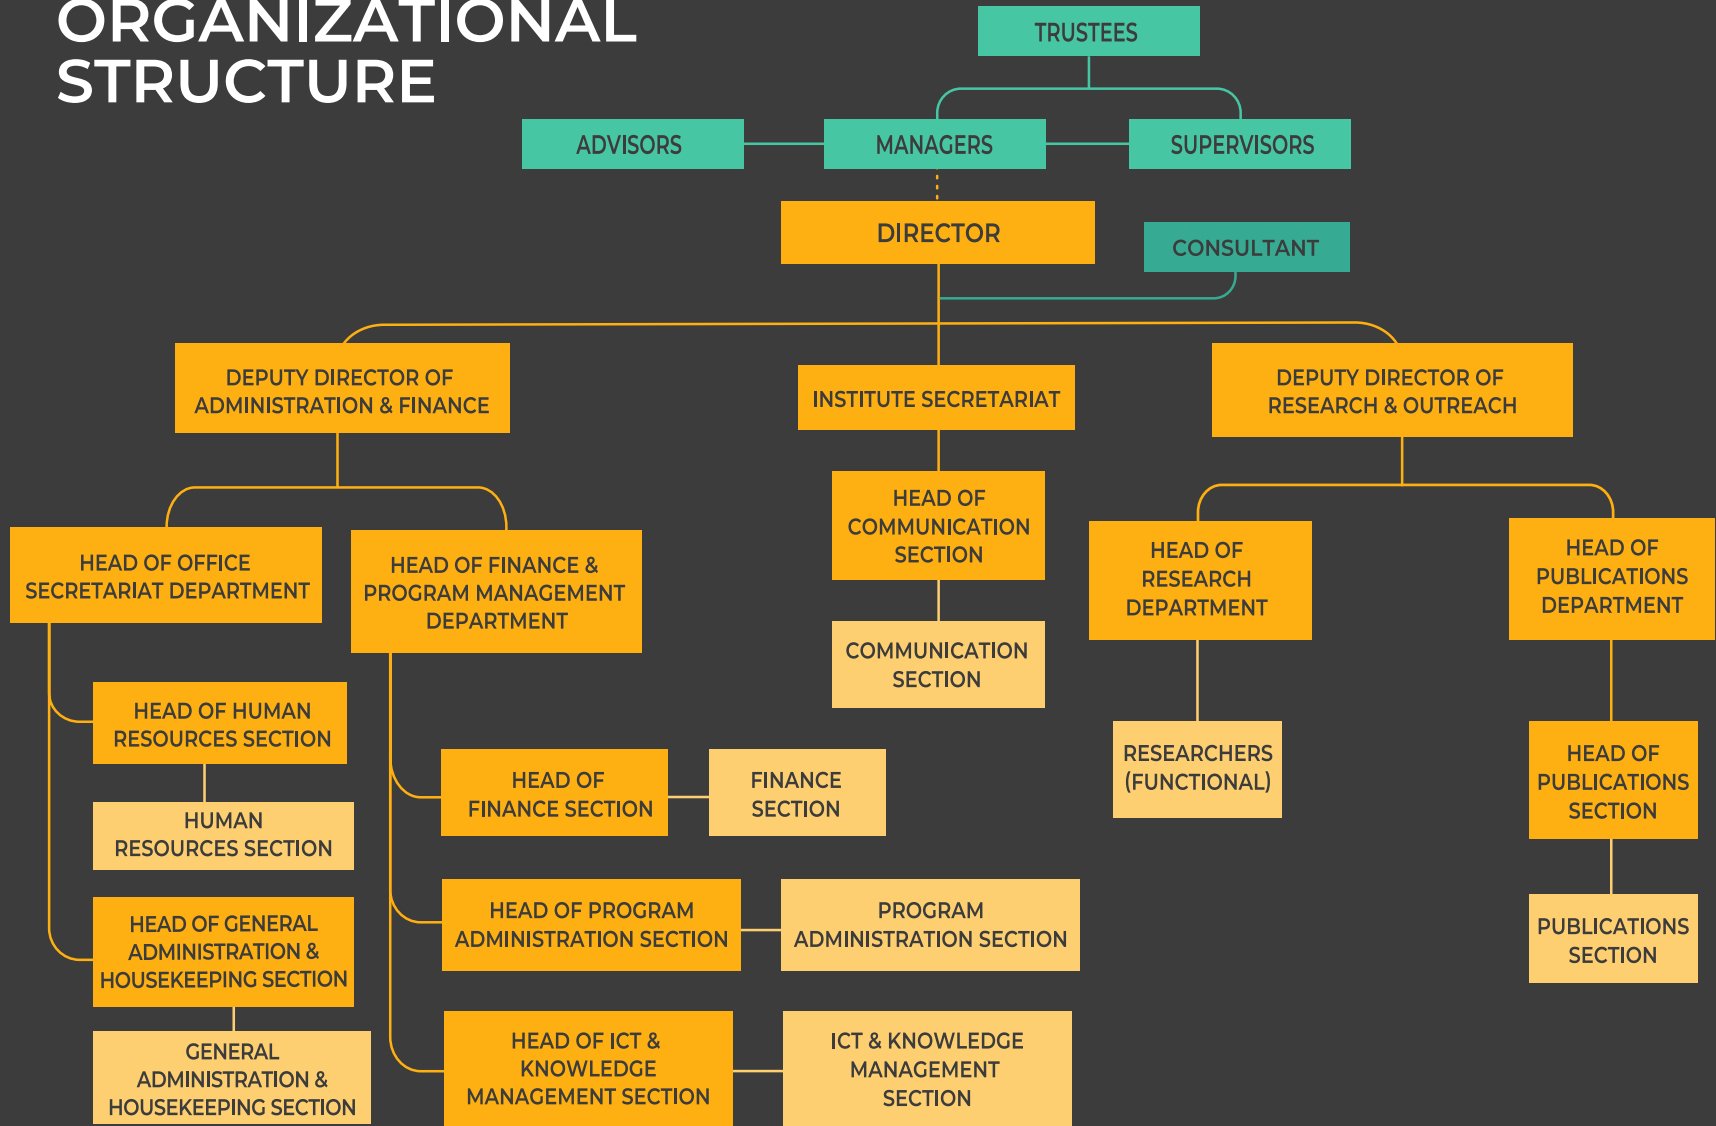 ORGANIZATIONAL
STRUCTURE
TRUSTEES
ADVISORS
MANAGERS
SUPERVISORS
DIRECTOR
CONSULTANT
DEPUTY DIRECTOR OF
ADMINISTRATION & FINANCE
INSTITUTE SECRETARIAT
DEPUTY DIRECTOR OF
RESEARCH & OUTREACH
HEAD OF OFFICE
SECRETARIAT DEPARTMENT
HEAD OF FINANCE &
PROGRAM MANAGEMENT
DEPARTMENT
HEAD OF
COMMUNICATION
SECTION
HEAD OF
RESEARCH
DEPARTMENT
HEAD OF
PUBLICATIONS
DEPARTMENT
COMMUNICATION
SECTION
HEAD OF HUMAN
RESOURCES SECTION
HUMAN
RESOURCES SECTION
HEAD OF
FINANCE SECTION
FINANCE
SECTION
RESEARCHERS
(FUNCTIONAL)
HEAD OF
PUBLICATIONS
SECTION
HEAD OF GENERAL
ADMINISTRATION &
HOUSEKEEPING SECTION
HEAD OF PROGRAM
ADMINISTRATION SECTION
PROGRAM
ADMINISTRATION SECTION
PUBLICATIONS
SECTION
GENERAL
ADMINISTRATION &
HOUSEKEEPING SECTION
HEAD OF ICT &
KNOWLEDGE
MANAGEMENT SECTION
ICT & KNOWLEDGE
MANAGEMENT
SECTION